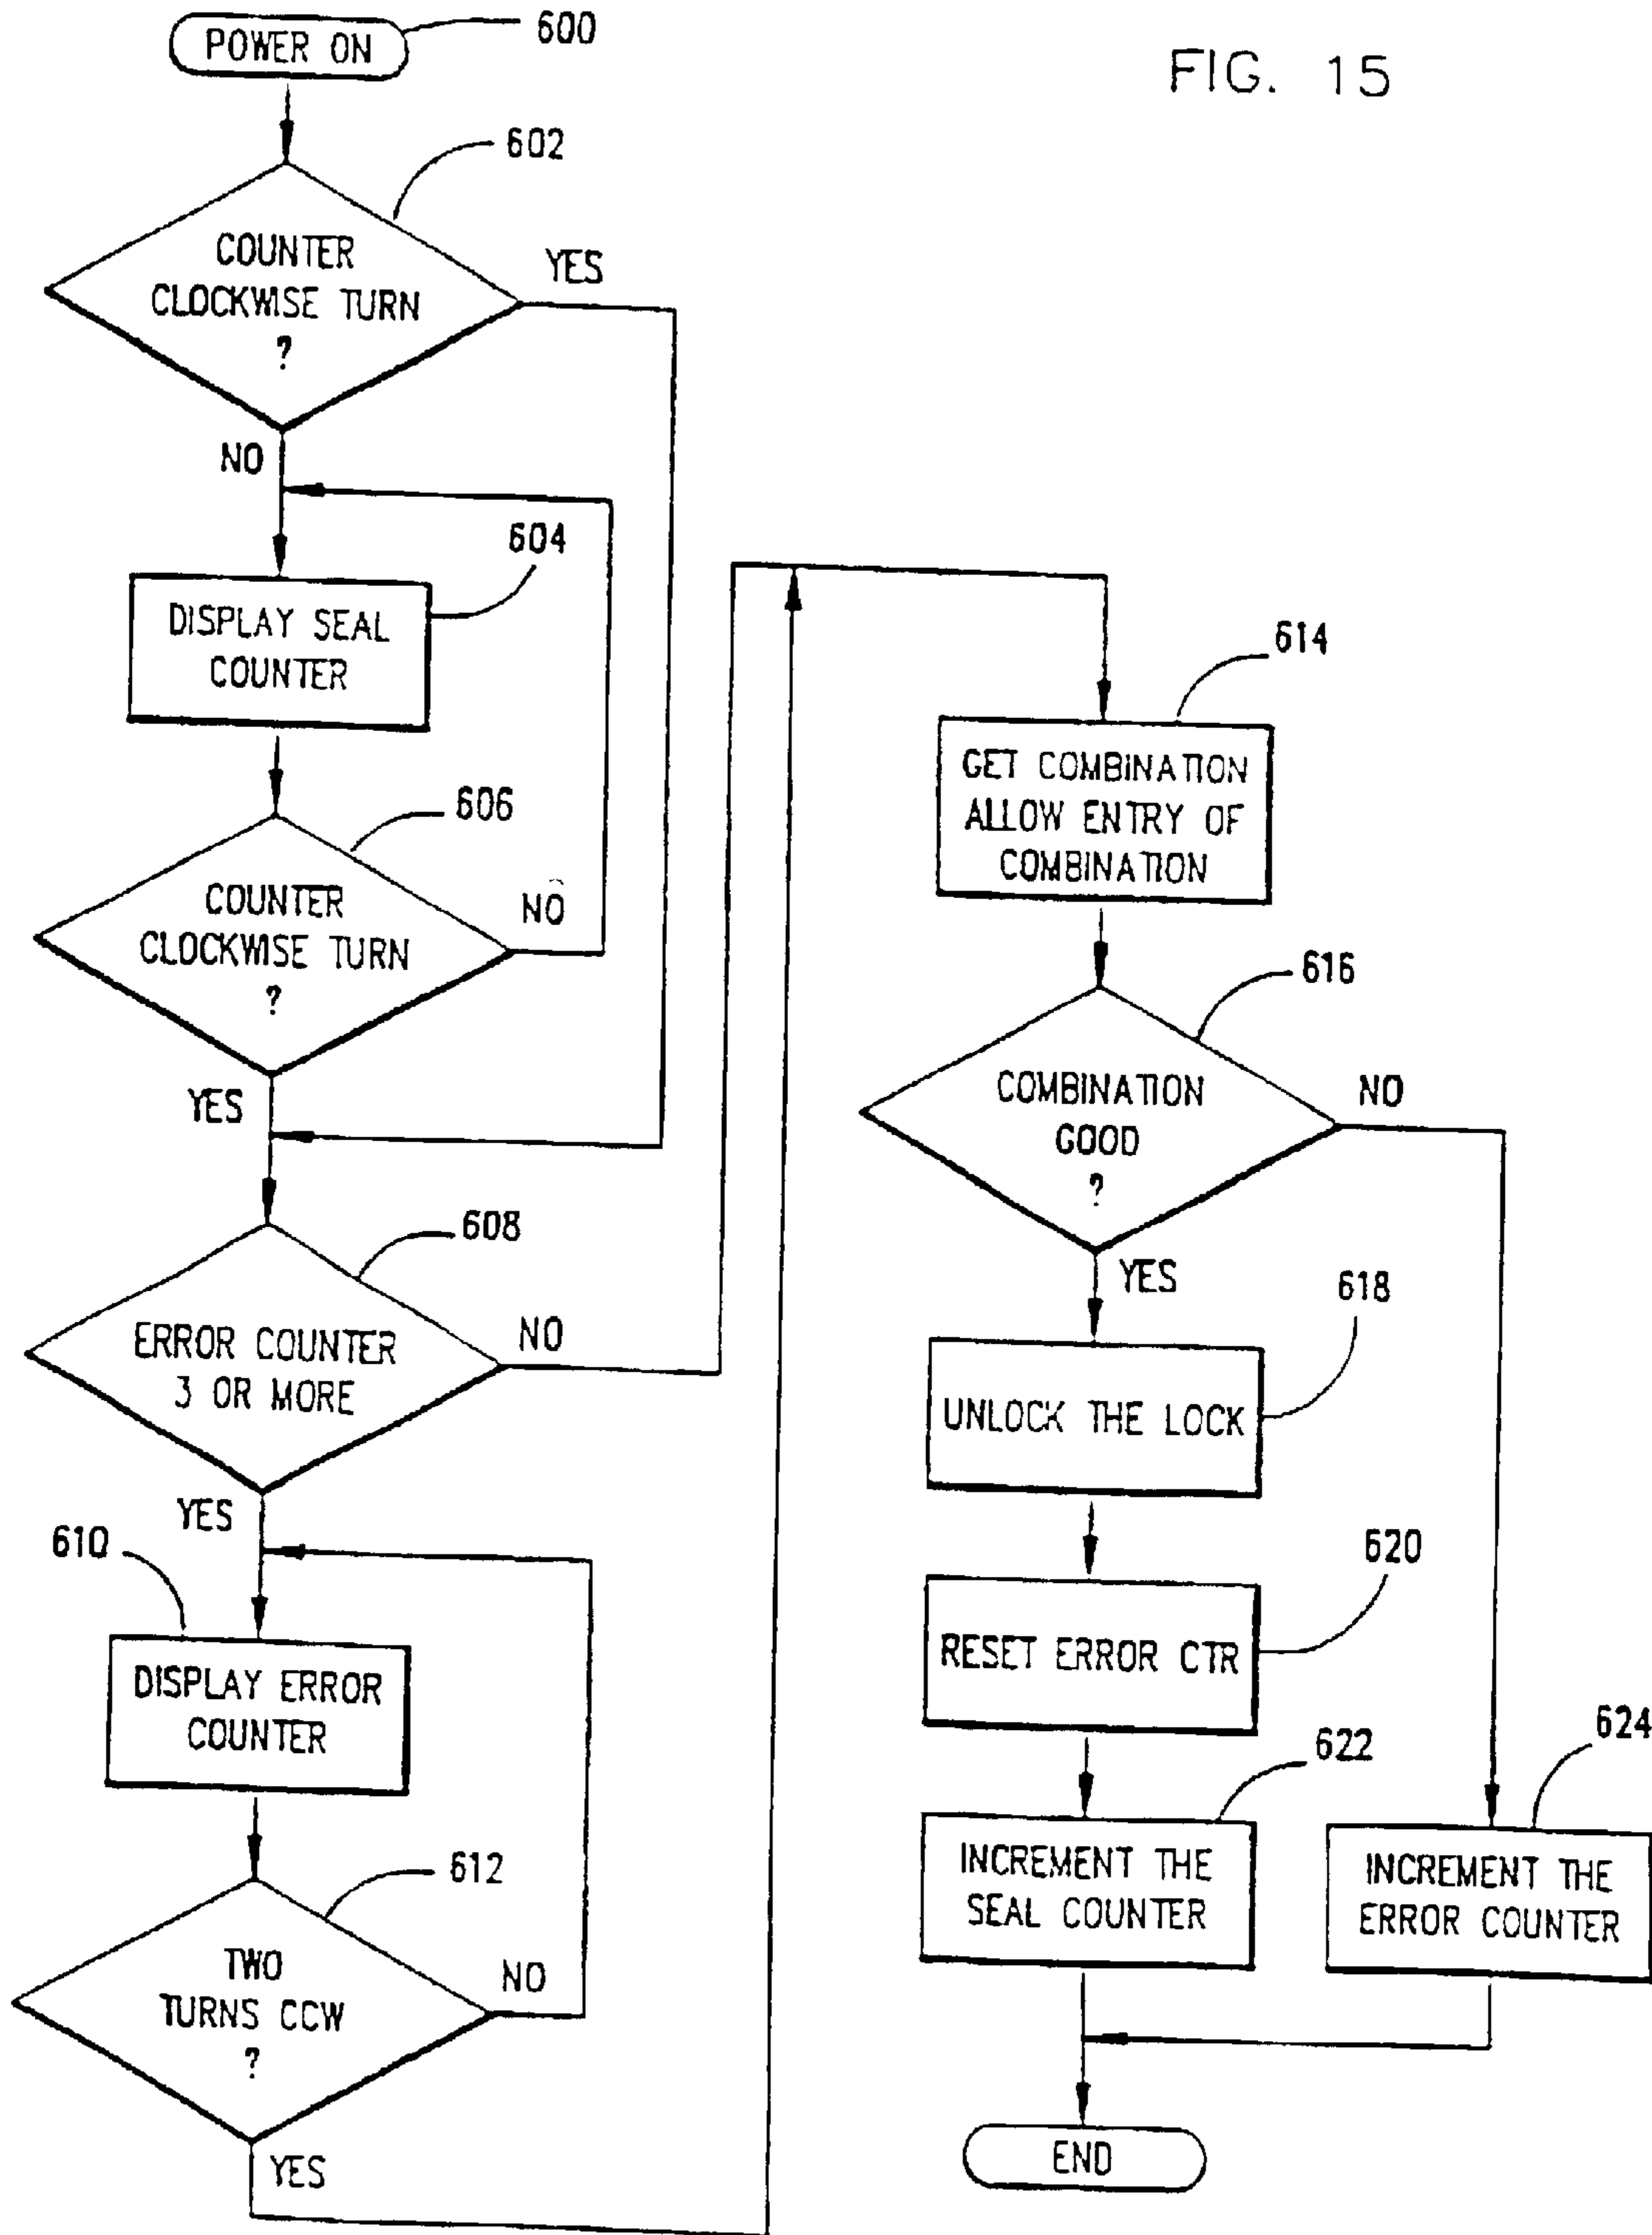 POWER ON
600
FIG. 15
602
COUNTER
CLOCKWISE TURN
?
YES
NO
604
DISPLAY SEAL
COUNTER
606
COUNTER
CLOCKWISE TURN
?
NO
YES
608
ERROR COUNTER
3 OR MORE
NO
YES
610
DISPLAY ERROR
COUNTER
612
TWO
TURNS CCW
?
NO
YES
614
GET COMBINATION
ALLOW ENTRY OF
COMBINATION
616
COMBINATION
GOOD
?
NO
YES
618
UNLOCK THE LOCK
620
RESET ERROR CTR
622
INCREMENT THE
SEAL COUNTER
624
INCREMENT THE
ERROR COUNTER
END